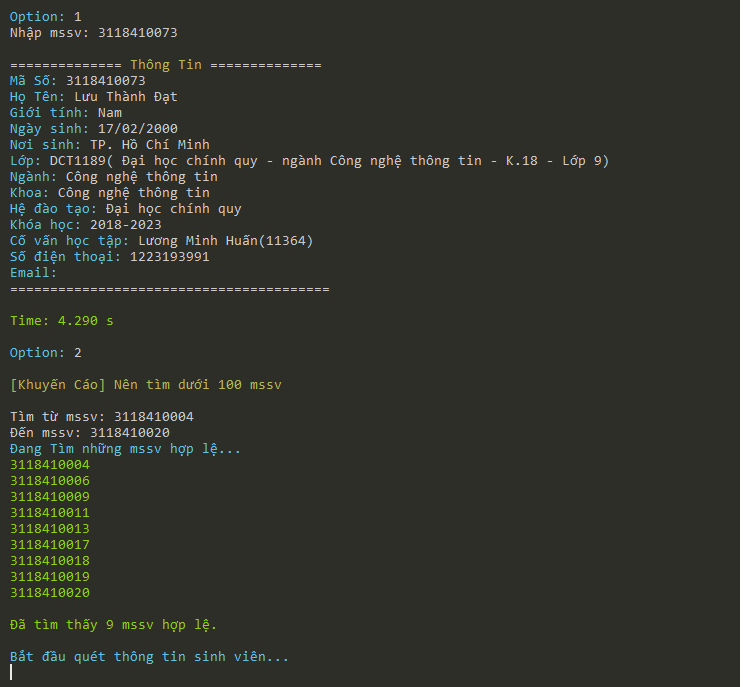 Option: 1
Nhập mssv: 3118410073
============== Thông Tin ==============
Mã Số: 3118410073
Họ Tên: Lưu Thành Đạt
Giới tính: Nam
Ngày sinh: 17/02/2000
Nơi sinh: TP. Hồ Chí Minh
Lớp: DCT1189( Đại học chính quy - ngành Công nghệ thông tin - K.18 - Lớp 9)
Ngành: Công nghệ thông tin
Khoa: Công nghệ thông tin
Hệ đào tạo: Đại học chính quy
Khóa học: 2018-2023
Cố vấn học tập: Lương Minh Huấn(11364)
Số điện thoại: 1223193991
Email:
========================================
Time: 4.290 s
Option: 2
[Khuyến Cáo] Nên tìm dưới 100 mssv
Tìm từ mssv: 3118410004
Đến mssv: 3118410020
Đang Tìm những mssv hợp lệ...
3118410004
3118410006
3118410009
3118410011
3118410013
3118410017
3118410018
3118410019
3118410020
Đã tìm thấy 9 mssv hợp lệ.
Bắt đầu quét thông tin sinh viên...